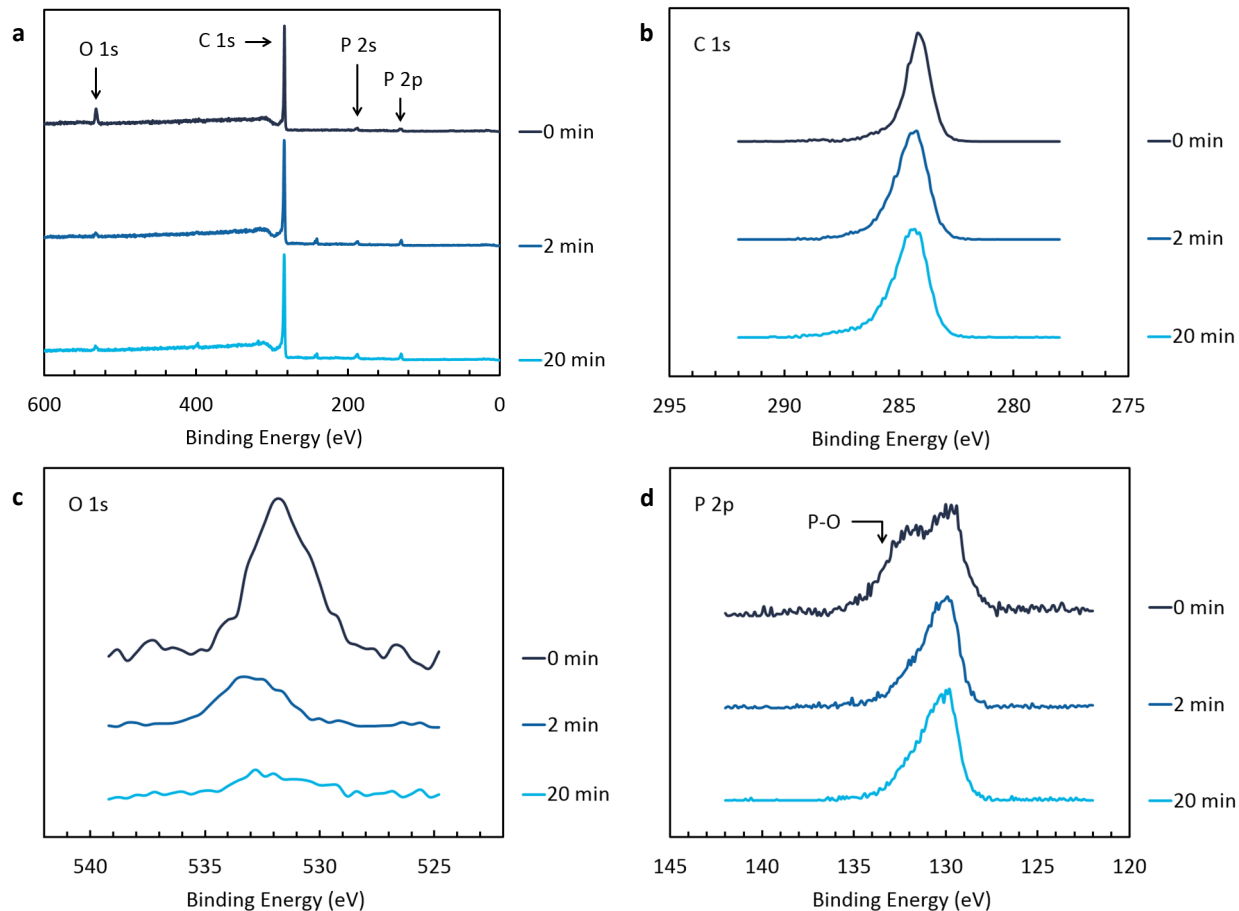 a
O 1s
C 1s
P 2s
P 2p
0 min
2 min
20 min
600
400
200
0
Binding Energy (eV)
b
C 1s
0 min
2 min
20 min
295
290
285
280
275
Binding Energy (eV)
c
O 1s
0 min
2 min
20 min
540
535
530
525
Binding Energy (eV)
d
P 2p
P-O
0 min
2 min
20 min
145
140
135
130
125
120
Binding Energy (eV)